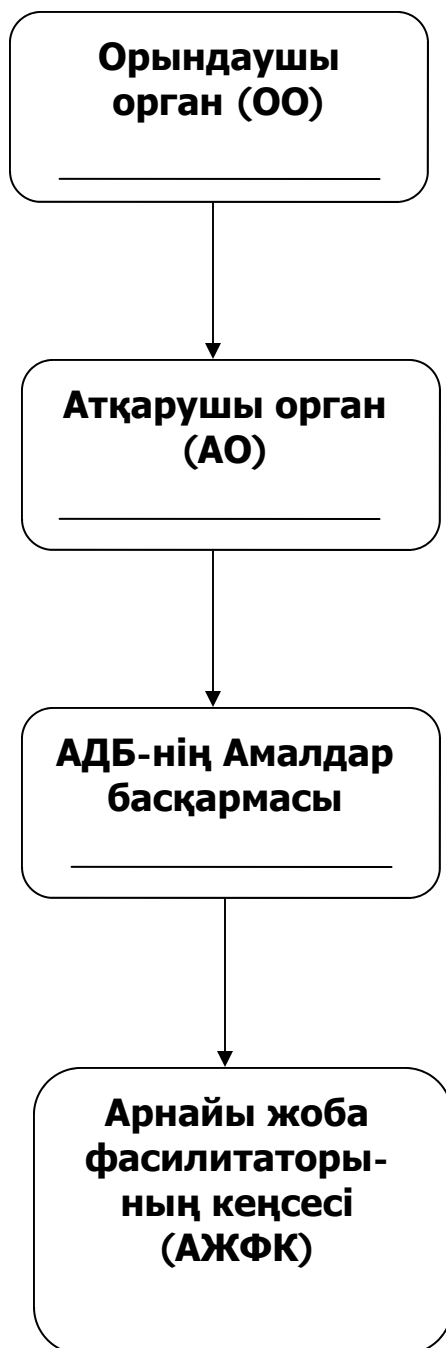 Орындаушы
орган (ОО)
Атқарушы орган
(АО)
АДБ-нің Амалдар
басқармасы
Арнайы жоба
фасилитаторы-
ның кеңсесі
(АЖФК)